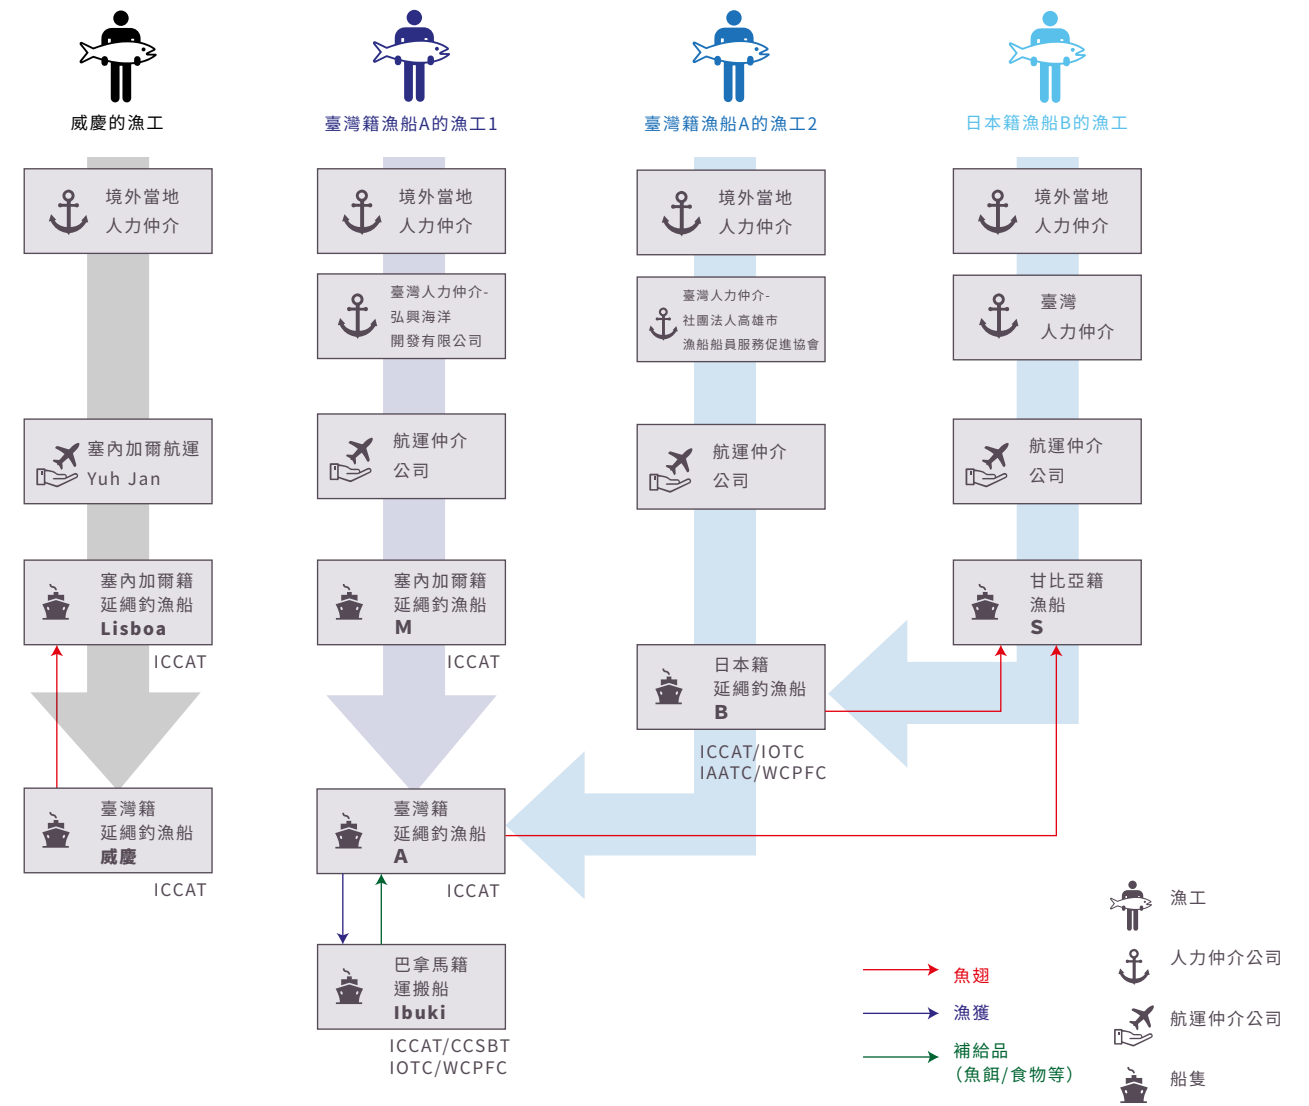 威慶的漁工
臺灣籍漁船A的漁工1
臺灣籍漁船A的漁工2
日本籍漁船B的漁工
境外當地
人力仲介
境外當地
人力仲介
境外當地
人力仲介
境外當地
人力仲介
臺灣人力仲介-
弘興海洋
開發有限公司
臺灣人力仲介-
社團法人高雄市
漁船船員服務促進協會
臺灣
人力仲介
塞內加爾航運
Yuh Jan
航運仲介
公司
航運仲介
公司
航運仲介
公司
塞內加爾籍
延繩釣漁船
Lisboa
ICCAT
塞內加爾籍
延繩釣漁船
M
ICCAT
日本籍
延繩釣漁船
B
ICCAT/IOTC
IAATC/WCPFC
甘比亞籍
漁船
S
臺灣籍
延繩釣漁船
威慶
ICCAT
臺灣籍
延繩釣漁船
A
ICCAT
巴拿馬籍
運搬船
Ibuki
ICCAT/CCSBT
IOTC/WCPFC
魚翅
漁獲
補給品
（魚餌/食物等）
漁工
人力仲介公司
航運仲介公司
船隻